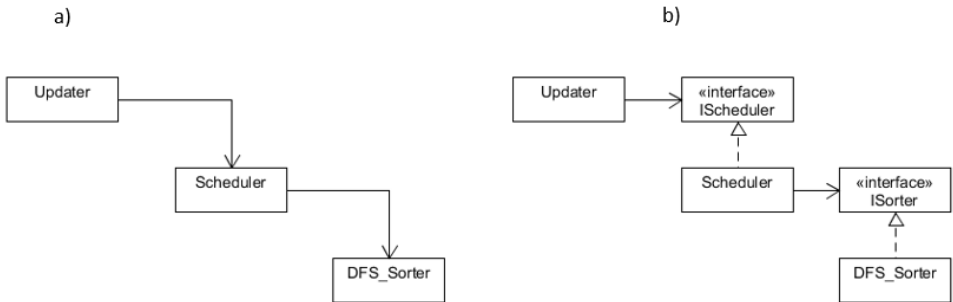 a)
Updater
Scheduler
DFS_Sorter
b)
Updater
«interface»
IScheduler
Scheduler
«interface»
ISorter
DFS_Sorter